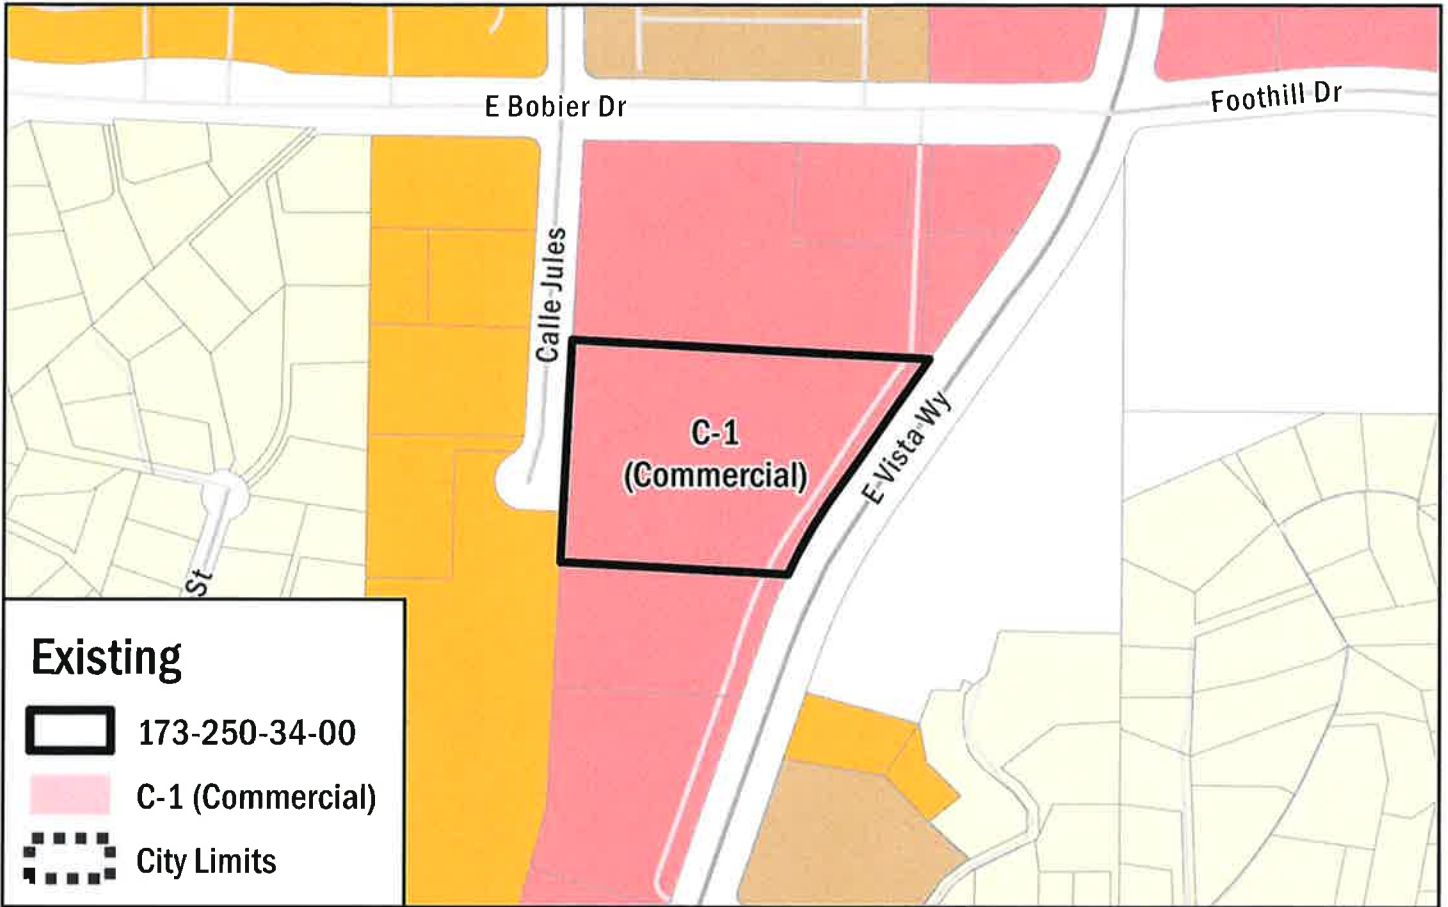 E Bobier Dr
Foothill Dr
Calle Jules
C-1
(Commercial)
E Vista Wy
St
Existing
173-250-34-00
C-1 (Commercial)
City Limits